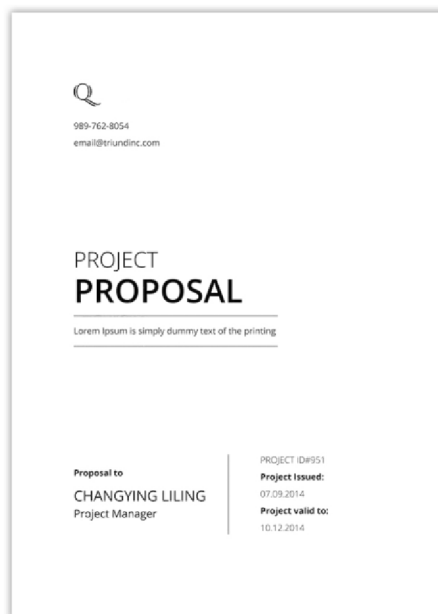 Q
989-762-8054
email@triundinc.com
PROJECT
PROPOSAL
Lorem Ipsum is simply dummy text of the printing
Proposal to
CHANGYING LILING
Project Manager
PROJECT ID#951
Project Issued:
07.09.2014
Project valid to:
10.12.2014